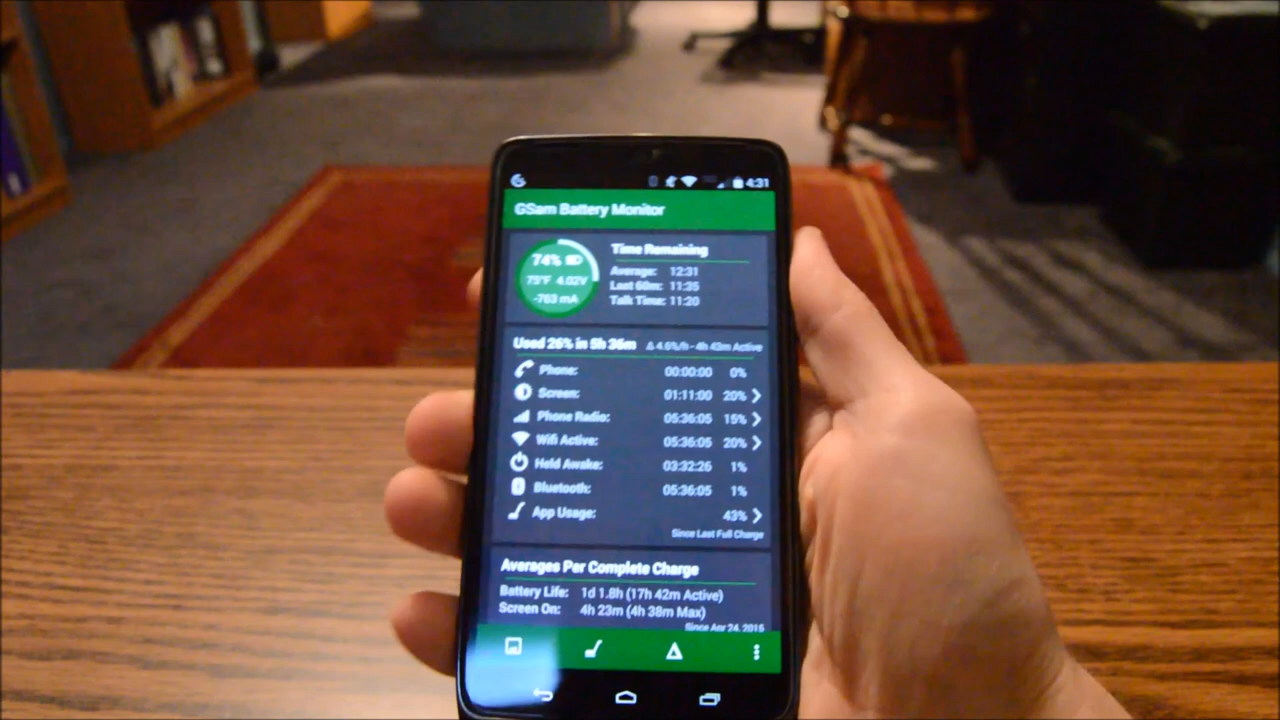 4:31
GSam Battery Monitor
74%
75°F 4.02V
-763 mA
Time Remaining
Average: 12:31
Last 60m: 11:35
Talk Time: 11:20
Used 26% in 5h 36m Δ 4.6%/h - 4h 43m Active
Phone: 00:00:00 0%
Screen: 01:11:00 20%
Phone Radio: 05:36:05 15%
Wifi Active: 05:36:05 20%
Held Awake: 03:32:26 1%
Bluetooth: 05:36:05 1%
App Usage: 43%
Since Last Full Charge
Averages Per Complete Charge
Battery Life: 1d 1.8h (17h 42m Active)
Screen On: 4h 23m (4h 38m Max)
Since Apr 24, 2015